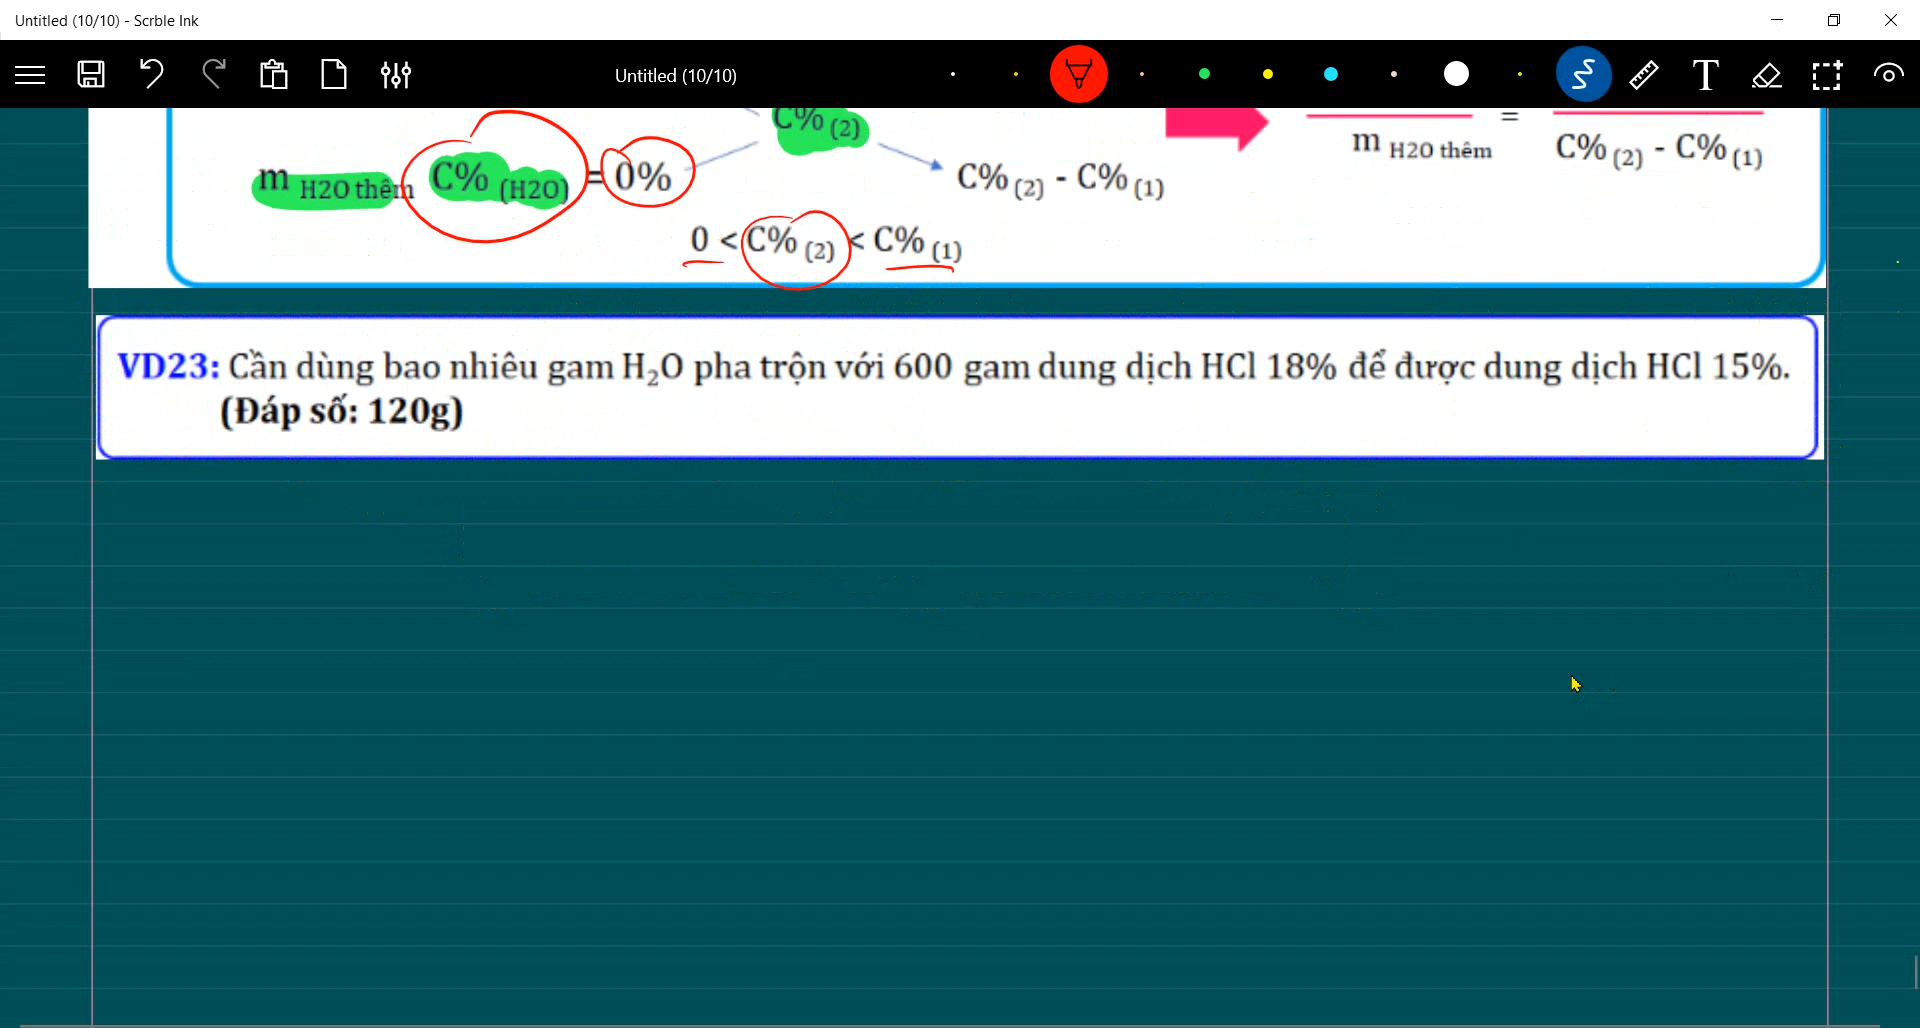 Untitled (10/10) - Scrble Ink
Untitled (10/10)
C% (2)
m H2O thêm C% (H2O) = 0%
C% (2) - C% (1)
=
m H2O thêm
C% (2) - C% (1)
0 < C% (2) < C% (1)
VD23: Cần dùng bao nhiêu gam H₂O pha trộn với 600 gam dung dịch HCl 18% để được dung dịch HCl 15%.
(Đáp số: 120g)